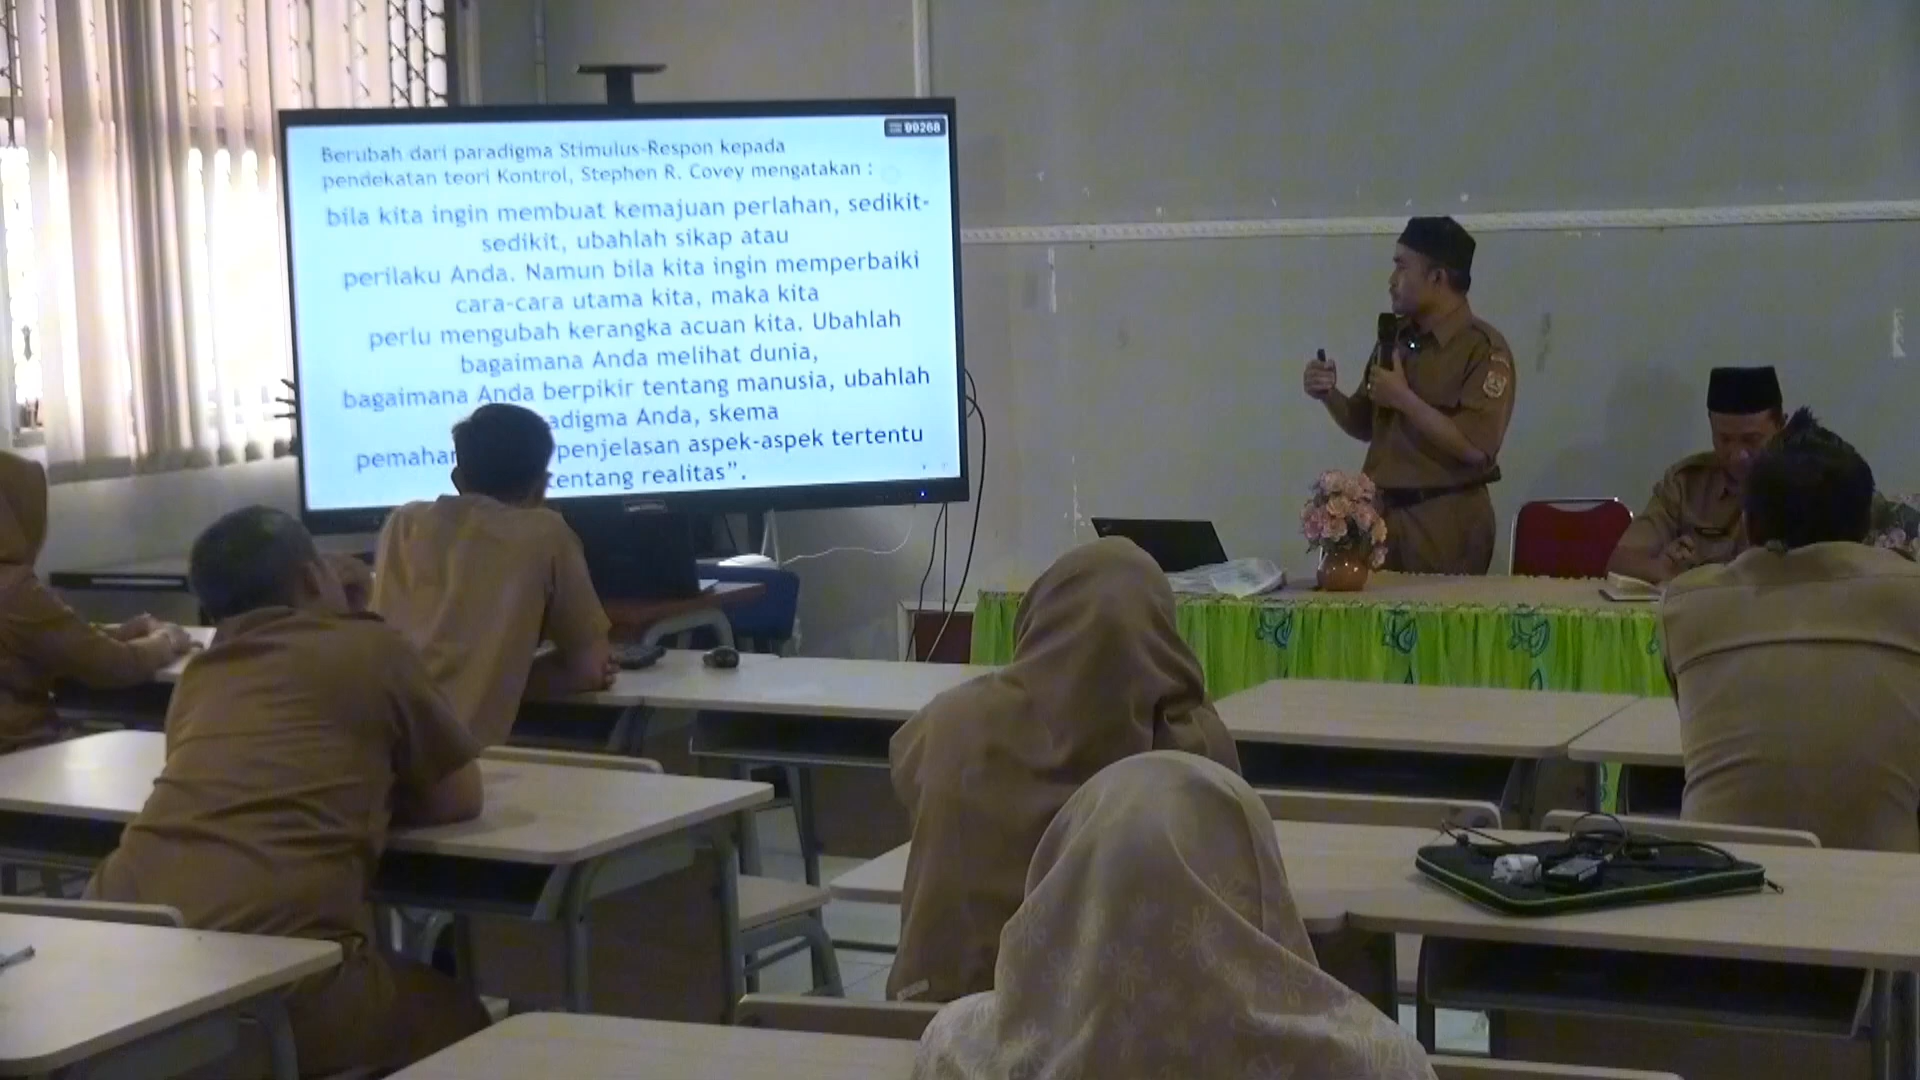 99268
Berubah dari paradigma Stimulus-Respon kepada
pendekatan teori Kontrol, Stephen R. Covey mengatakan :
bila kita ingin membuat kemajuan perlahan, sedikit-
sedikit, ubahlah sikap atau
perilaku Anda. Namun bila kita ingin memperbaiki
cara-cara utama kita, maka kita
perlu mengubah kerangka acuan kita. Ubahlah
bagaimana Anda melihat dunia,
bagaimana Anda berpikir tentang manusia, ubahlah
Anda, skema
penjelasan aspek-aspek tertentu
tentang realitas”.